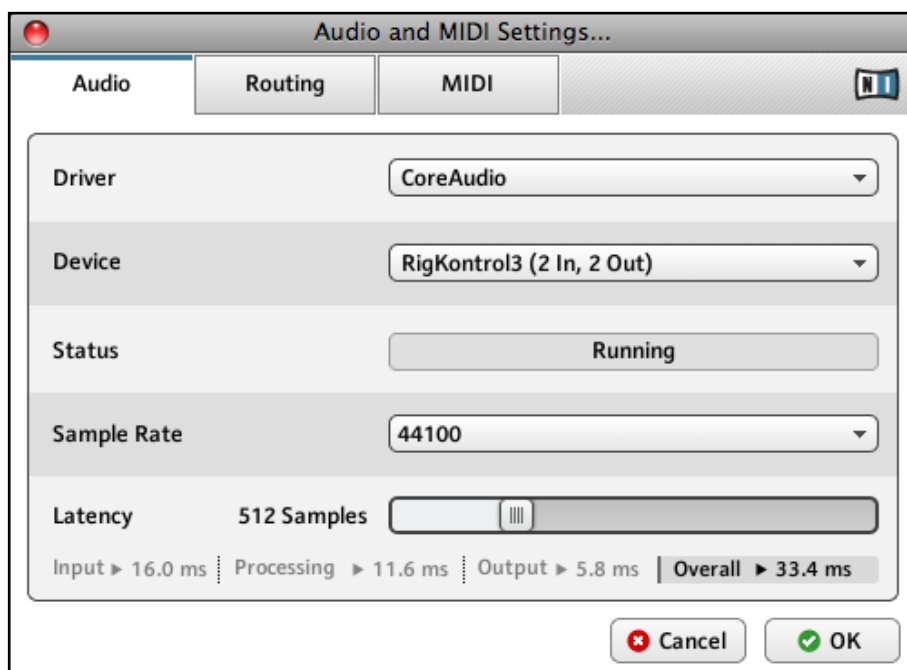 Audio and MIDI Settings...
Audio Routing MIDI NI
Driver CoreAudio
Device RigKontrol3 (2 In, 2 Out)
Status Running
Sample Rate 44100
Latency 512 Samples
Input ▶ 16.0 ms Processing ▶ 11.6 ms Output ▶ 5.8 ms Overall ▶ 33.4 ms
Cancel OK